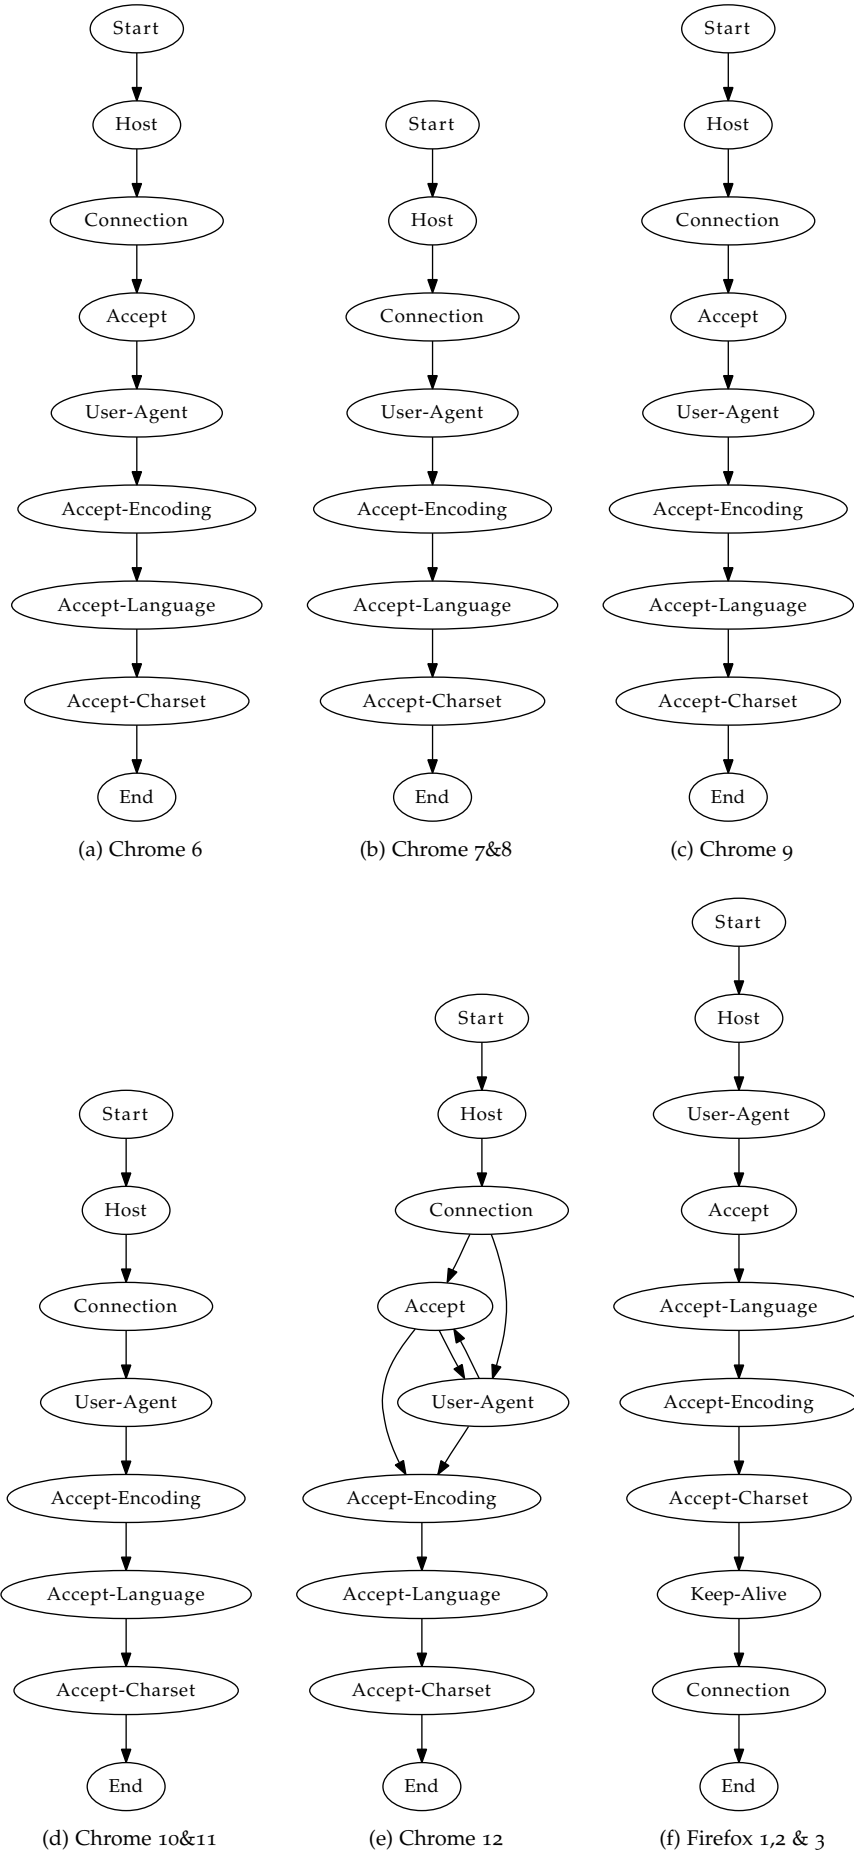 Start
Host
Connection
Accept
User-Agent
Accept-Encoding
Accept-Language
Accept-Charset
End
(a) Chrome 6
Start
Host
Connection
User-Agent
Accept-Encoding
Accept-Language
Accept-Charset
End
(b) Chrome 7&8
Start
Host
Connection
Accept
User-Agent
Accept-Encoding
Accept-Language
Accept-Charset
End
(c) Chrome 9
Start
Host
Connection
User-Agent
Accept-Encoding
Accept-Language
Accept-Charset
End
(d) Chrome 10&11
Start
Host
Connection
Accept
User-Agent
Accept-Encoding
Accept-Language
Accept-Charset
End
(e) Chrome 12
Start
Host
User-Agent
Accept
Accept-Language
Accept-Encoding
Accept-Charset
Keep-Alive
Connection
End
(f) Firefox 1,2 & 3